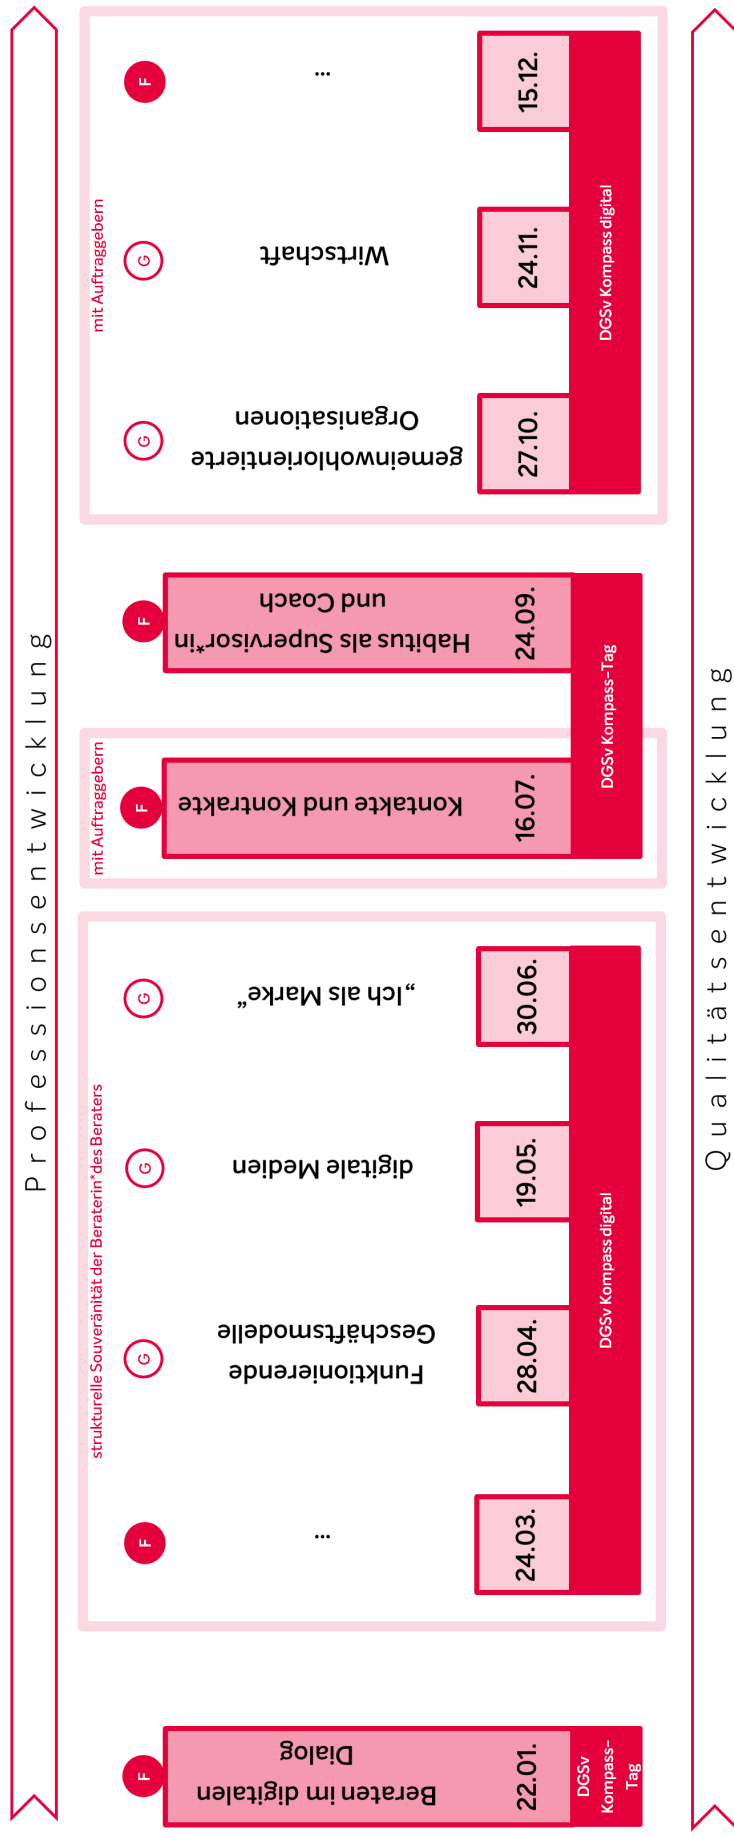 Professionsentwicklung
strukturelle Souveränität der Beraterin*des Beraters
mit Auftraggebern
mit Auftraggebern
F
F
G
G
G
F
F
G
G
F
Beraten im digitalen
Dialog
...
Funktionierende
Geschäftsmodelle
digitale Medien
„Ich als Marke“
Kontakte und Kontrakte
Habitus als Supervisor*in
und Coach
gemeinwohlorientierte
Organisationen
Wirtschaft
...
22.01.
24.03.
28.04.
19.05.
30.06.
16.07.
24.09.
27.10.
24.11.
15.12.
DGSv
Kompass-
Tag
DGSv Kompass digital
DGSv Kompass-Tag
DGSv Kompass digital
Qualitätsentwicklung